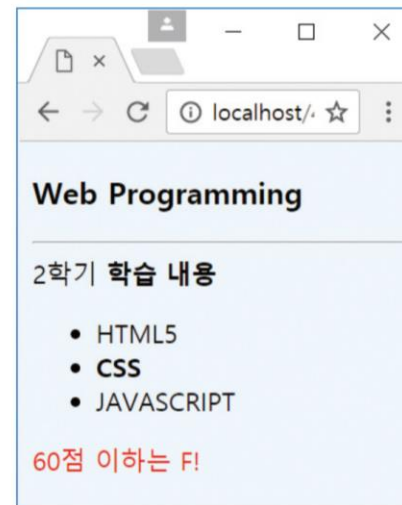 localhost/
Web Programming
2학기 학습 내용
HTML5
CSS
JAVASCRIPT
60점 이하는 F!